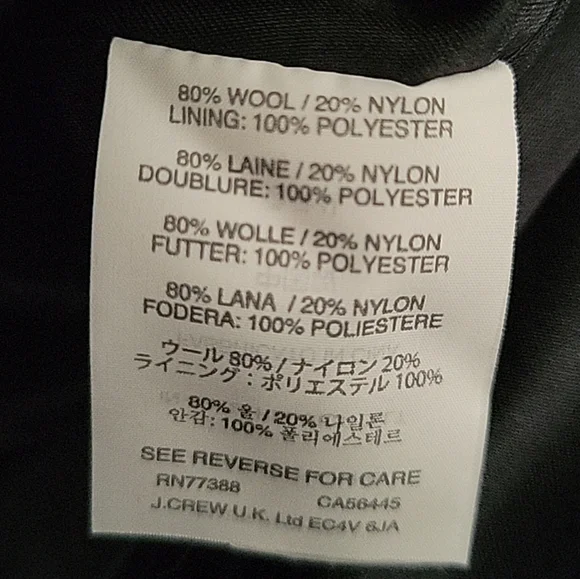 80% WOOL / 20% NYLON
LINING: 100% POLYESTER
80% LAINE / 20% NYLON
DOUBLURE: 100% POLYESTER
80% WOLLE / 20% NYLON
FUTTER: 100% POLYESTER
80% LANA / 20% NYLON
FODERA: 100% POLIESTERE
ウール 80% / ナイロン 20%
ライニング : ポリエステル 100%
80% 울 / 20% 나일론
안감: 100% 폴리에스테르
SEE REVERSE FOR CARE
RN77388 CA56445
J.CREW U.K. Ltd EC4V 6JA